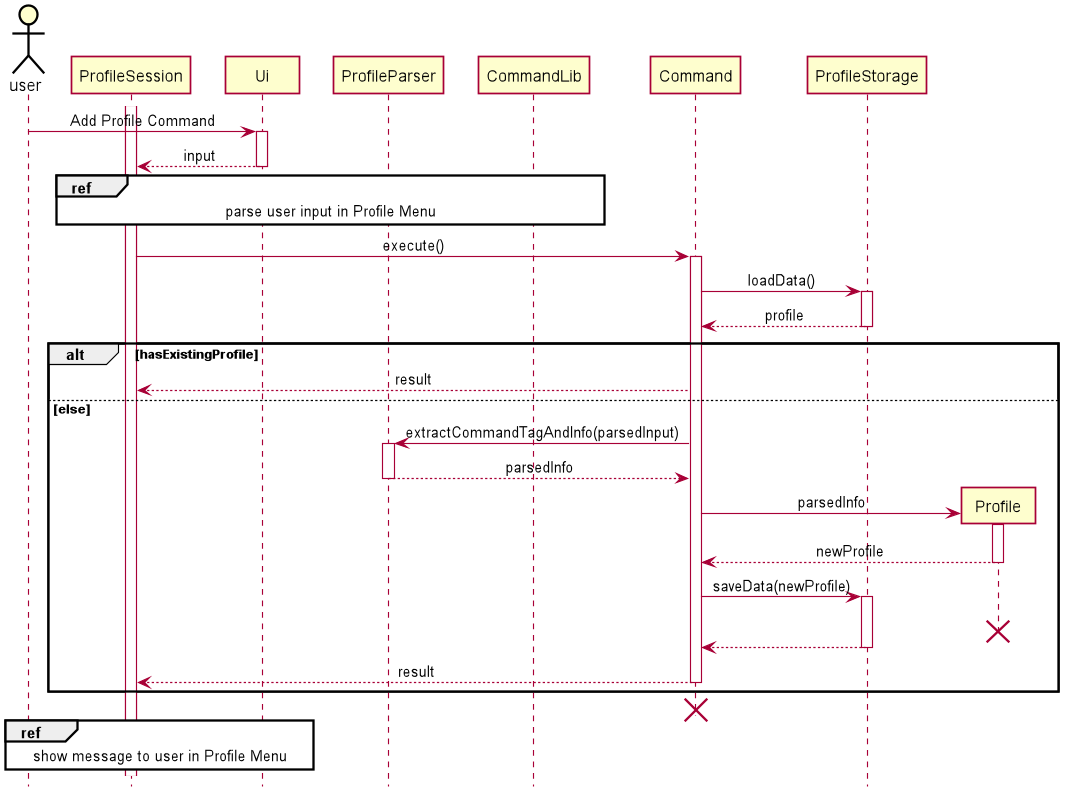 user
ProfileSession
Ui
ProfileParser
CommandLib
Command
ProfileStorage
Add Profile Command
input
ref
parse user input in Profile Menu
execute()
loadData()
profile
alt
[hasExistingProfile]
result
[else]
extractCommandTagAndInfo(parsedInput)
parsedInfo
parsedInfo
Profile
newProfile
saveData(newProfile)
result
ref
show message to user in Profile Menu